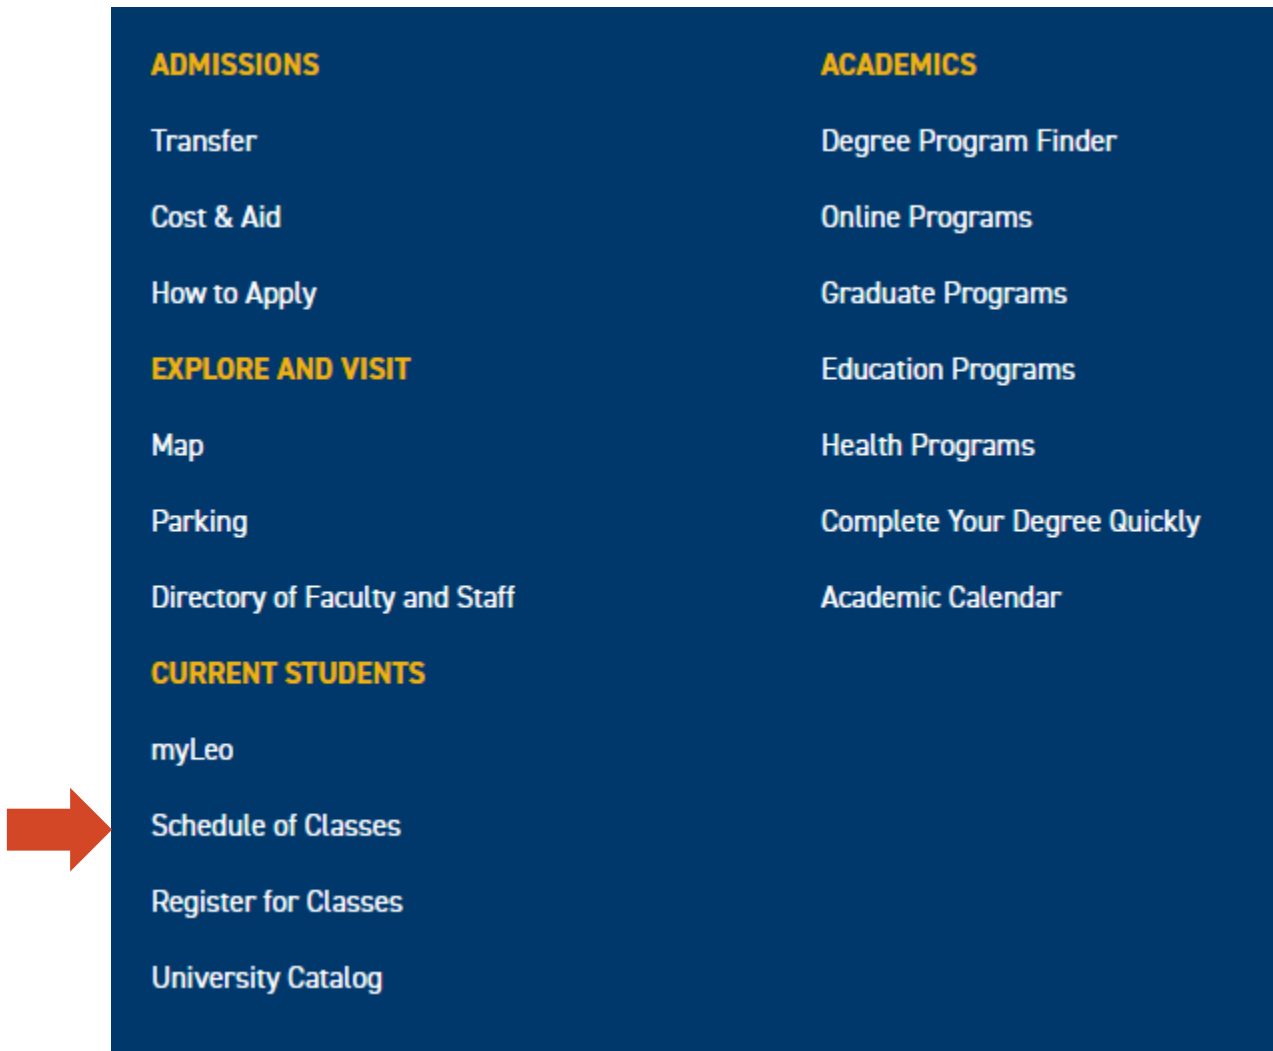 ADMISSIONS
Transfer
Cost & Aid
How to Apply
EXPLORE AND VISIT
Map
Parking
Directory of Faculty and Staff
CURRENT STUDENTS
myLeo
Schedule of Classes
Register for Classes
University Catalog
ACADEMICS
Degree Program Finder
Online Programs
Graduate Programs
Education Programs
Health Programs
Complete Your Degree Quickly
Academic Calendar